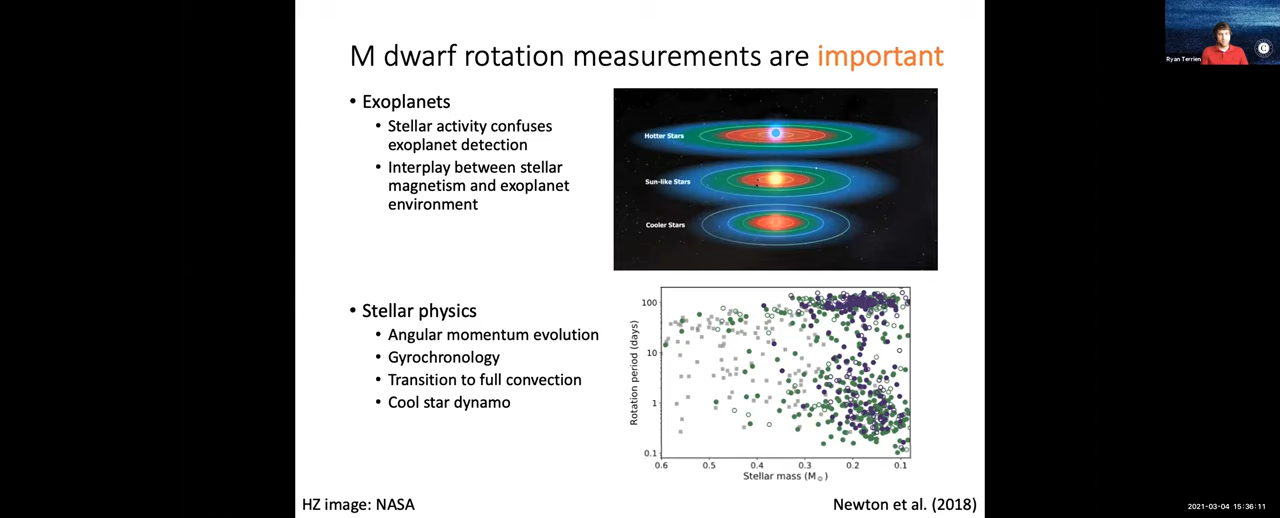 M dwarf rotation measurements are important
• Exoplanets
• Stellar activity confuses
exoplanet detection
• Interplay between stellar
magnetism and exoplanet
environment
Hotter Stars
Sun-like Stars
Cooler Stars
• Stellar physics
• Angular momentum evolution
• Gyrochronology
• Transition to full convection
• Cool star dynamo
Rotation period (days)
100
10
1
0.1
0.6 0.5 0.4 0.3 0.2 0.1
Stellar mass (M☉)
HZ image: NASA
Newton et al. (2018)
Ryan Terrien
C
2021-03-04 15:36:11